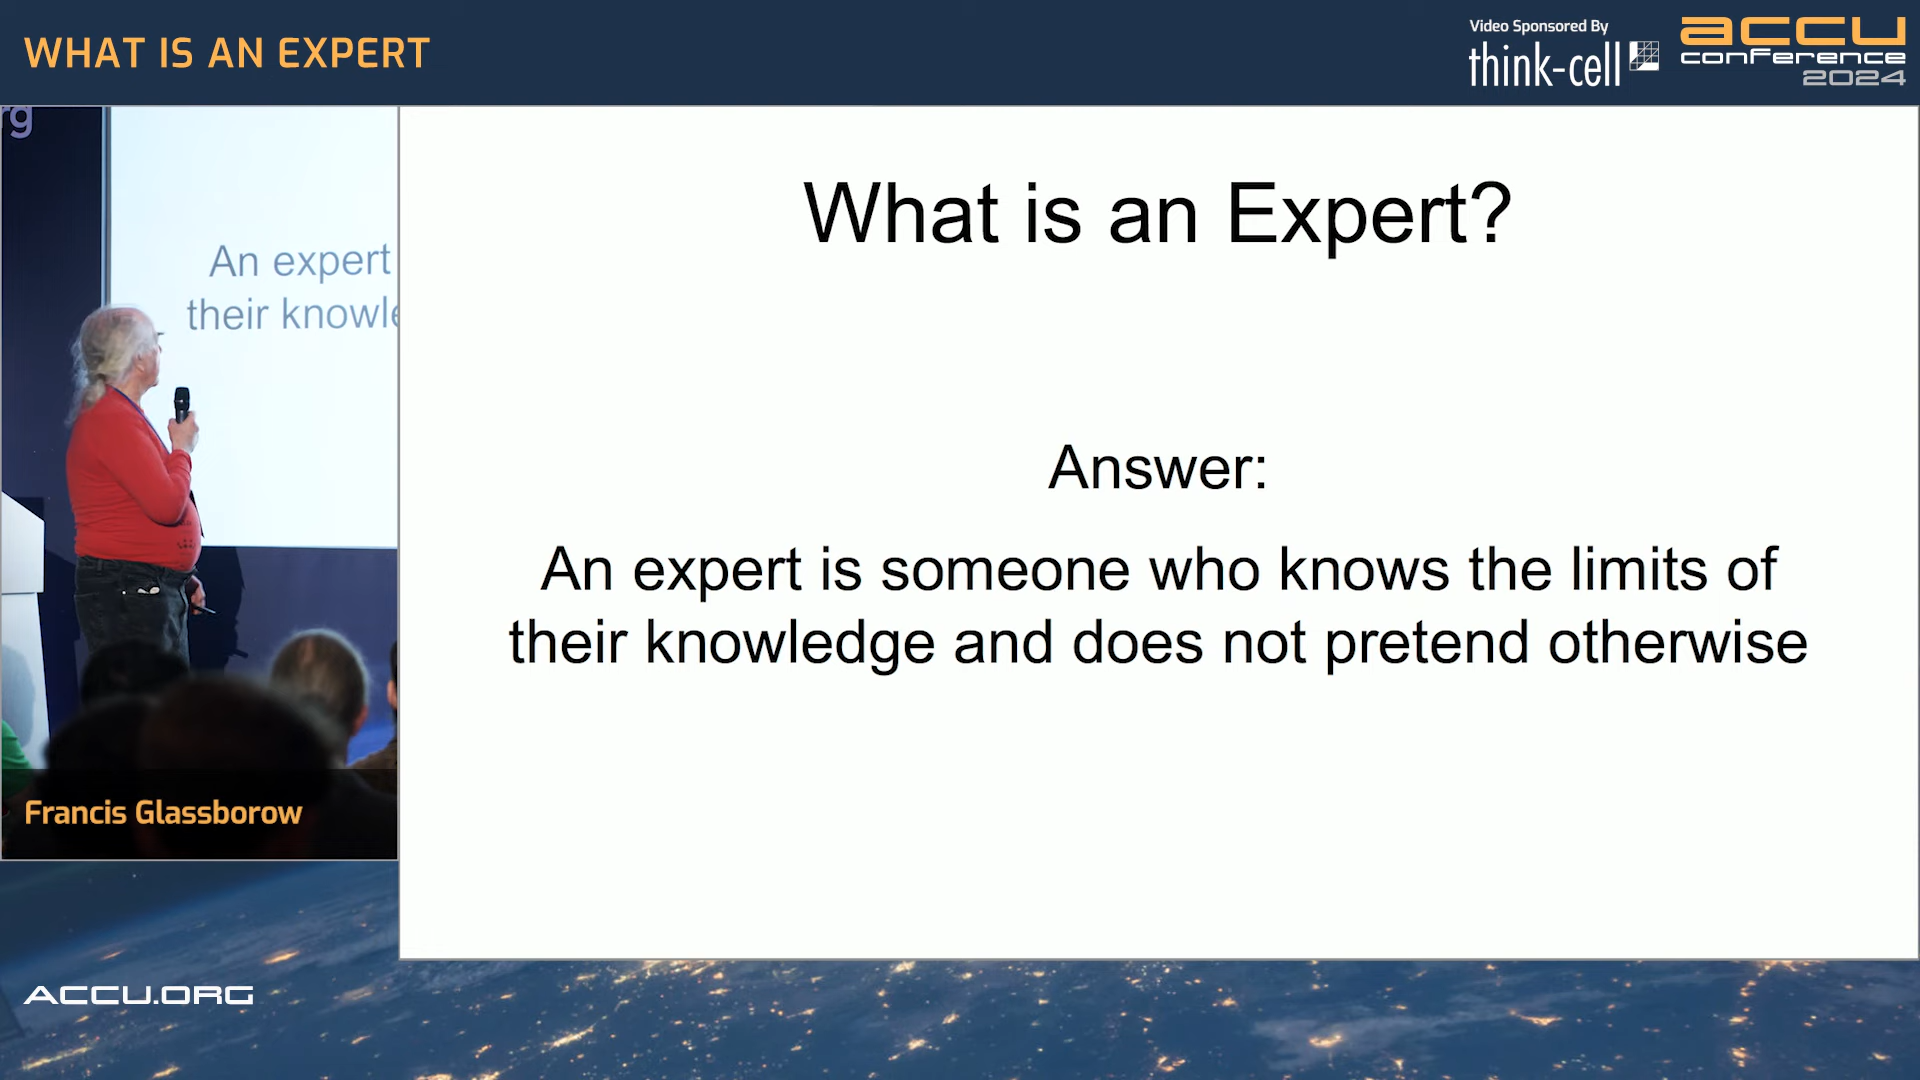 WHAT IS AN EXPERT
Video Sponsored By
think-cell
accu
conference
2024
rg
An expert
their knowle
What is an Expert?
Answer:
An expert is someone who knows the limits of
their knowledge and does not pretend otherwise
Francis Glassborow
ACCU.ORG